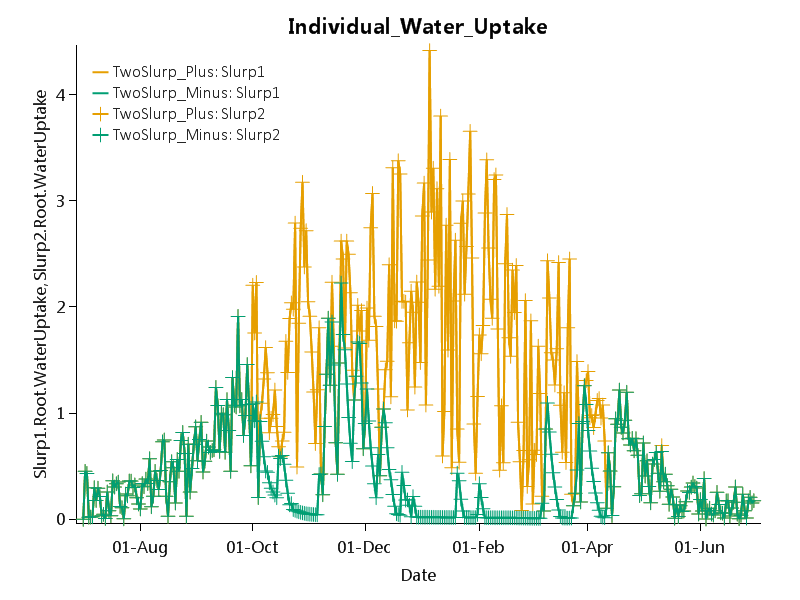 Individual_Water_Uptake
TwoSlurp_Plus: Slurp1
TwoSlurp_Minus: Slurp1
TwoSlurp_Plus: Slurp2
TwoSlurp_Minus: Slurp2
Slurp1.Root.WaterUptake, Slurp2.Root.WaterUptake
4
3
2
1
0
01-Aug 01-Oct 01-Dec 01-Feb 01-Apr 01-Jun
Date